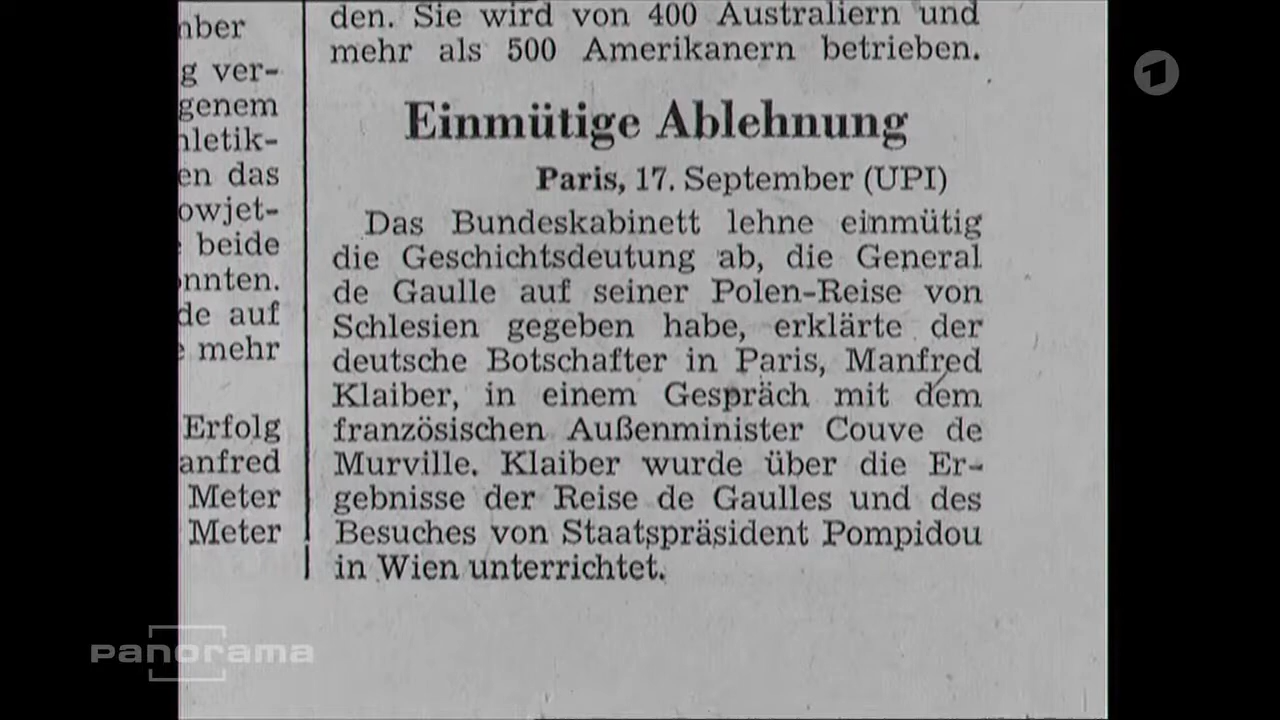 mber
g ver-
genem
letik-
en das
owjet-
beide
nnten.
de auf
mehr
Erfolg
anfred
Meter
Meter
den. Sie wird von 400 Australiern und
mehr als 500 Amerikanern betrieben.
Einmütige Ablehnung
Paris, 17. September (UPI)
Das Bundeskabinett lehne einmütig
die Geschichtsdeutung ab, die General
de Gaulle auf seiner Polen-Reise von
Schlesien gegeben habe, erklärte der
deutsche Botschafter in Paris, Manfred
Klaiber, in einem Gespräch mit dem
französischen Außenminister Couve de
Murville. Klaiber wurde über die Er-
gebnisse der Reise de Gaulles und des
Besuches von Staatspräsident Pompidou
in Wien unterrichtet.
1
panorama